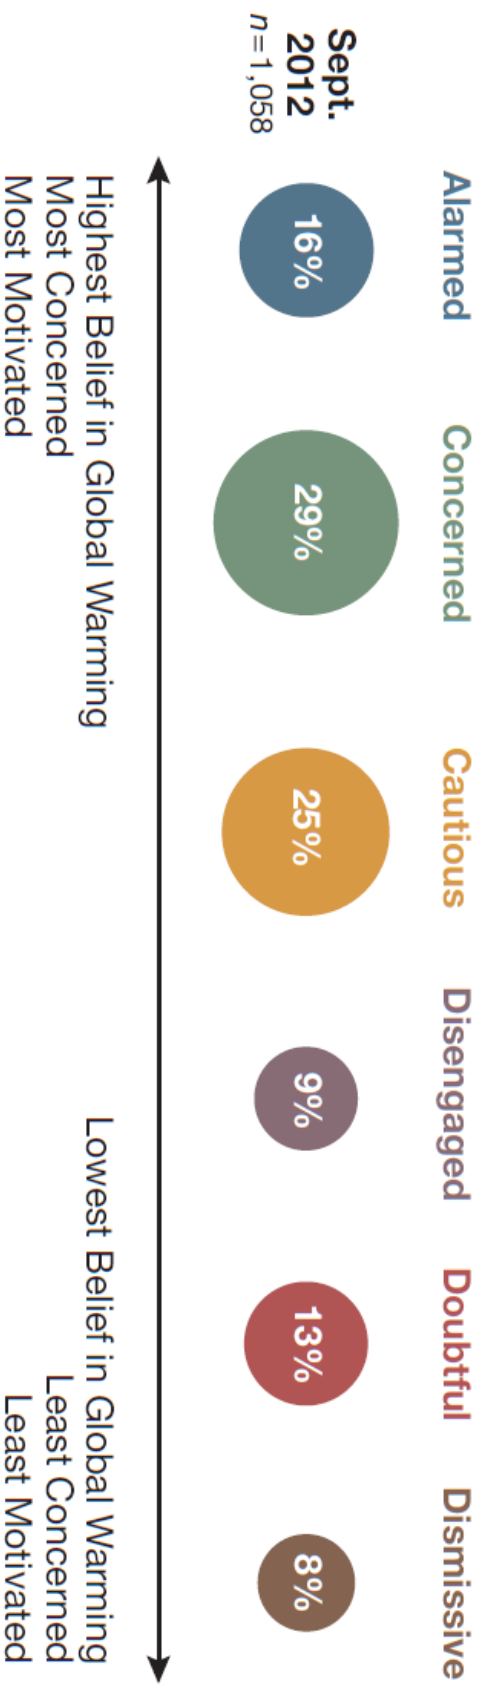 Alarmed Concerned Cautious Disengaged Doubtful Dismissive
Sept.
2012
n=1,058
16% 29% 25% 9% 13% 8%
Highest Belief in Global Warming
Most Concerned
Most Motivated
Lowest Belief in Global Warming
Least Concerned
Least Motivated